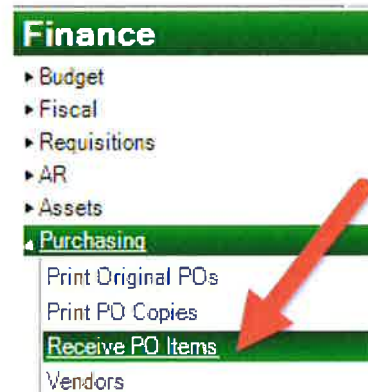 Finance
Budget
Fiscal
Requisitions
AR
Assets
Purchasing
Print Original POs
Print PO Copies
Receive PO Items
Vendors